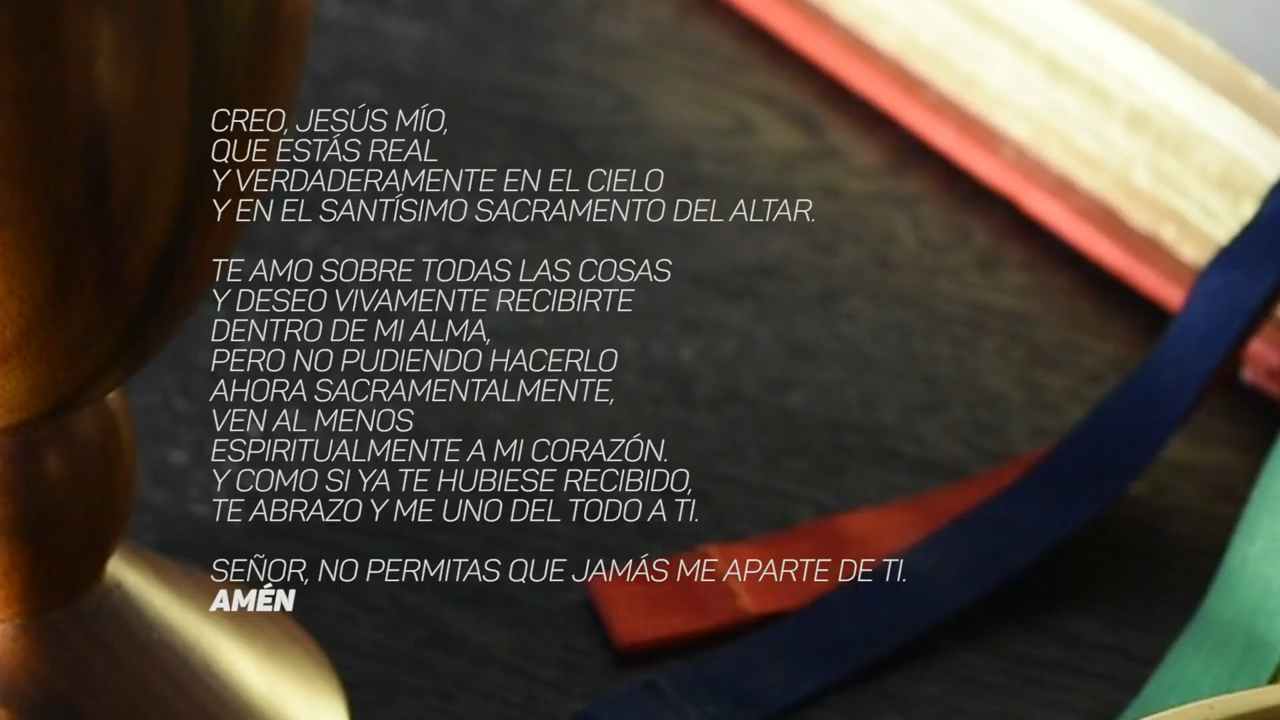 CREO, JESÚS MÍO,
QUE ESTÁS REAL
Y VERDADERAMENTE EN EL CIELO
Y EN EL SANTÍSIMO SACRAMENTO DEL ALTAR.
TE AMO SOBRE TODAS LAS COSAS
Y DESEO VIVAMENTE RECIBIRTE
DENTRO DE MI ALMA,
PERO NO PUDIENDO HACERLO
AHORA SACRAMENTALMENTE,
VEN AL MENOS
ESPIRITUALMENTE A MI CORAZÓN.
Y COMO SI YA TE HUBIESE RECIBIDO,
TE ABRAZO Y ME UNO DEL TODO A TI.
SEÑOR, NO PERMITAS QUE JAMÁS ME APARTE DE TI.
AMÉN